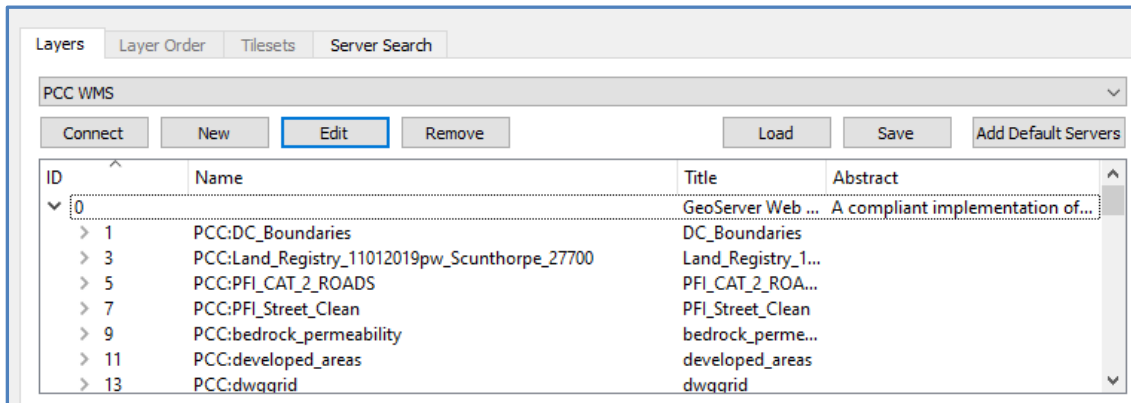 Layers Layer Order Tilesets Server Search
PCC WMS
Connect New Edit Remove Load Save Add Default Servers
ID Name Title Abstract
0 GeoServer Web ... A compliant implementation of...
1 PCC:DC_Boundaries DC_Boundaries
3 PCC:Land_Registry_11012019pw_Scunthorpe_27700 Land_Registry_1...
5 PCC:PFI_CAT_2_ROADS PFI_CAT_2_ROA...
7 PCC:PFI_Street_Clean PFI_Street_Clean
9 PCC:bedrock_permeability bedrock_perme...
11 PCC:developed_areas developed_areas
13 PCC:dwggrid dwggrid